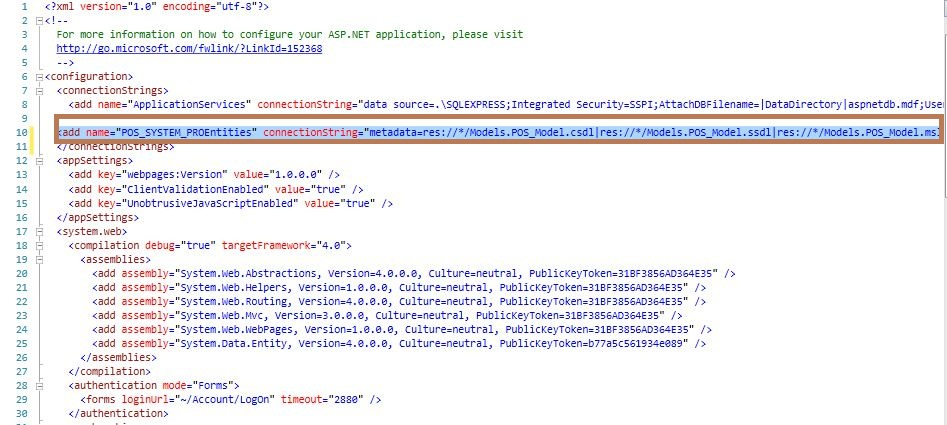 1 <?xml version="1.0" encoding="utf-8"?>
2 <!--
3 For more information on how to configure your ASP.NET application, please visit
4 http://go.microsoft.com/fwlink/?LinkId=152368
5 -->
6 <configuration>
7 <connectionStrings>
8 <add name="ApplicationServices" connectionString="data source=.\SQLEXPRESS;Integrated Security=SSPI;AttachDBFilename=|DataDirectory|aspnetdb.mdf;Use
9
10 <add name="POS_SYSTEM_PROEntities" connectionString="metadata=res://*/Models.POS_Model.csdl|res://*/Models.POS_Model.ssdl|res://*/Models.POS_Model.msl
11 </connectionStrings>
12 <appSettings>
13 <add key="webpages:Version" value="1.0.0.0" />
14 <add key="ClientValidationEnabled" value="true" />
15 <add key="UnobtrusiveJavaScriptEnabled" value="true" />
16 </appSettings>
17 <system.web>
18 <compilation debug="true" targetFramework="4.0">
19 <assemblies>
20 <add assembly="System.Web.Abstractions, Version=4.0.0.0, Culture=neutral, PublicKeyToken=31BF3856AD364E35" />
21 <add assembly="System.Web.Helpers, Version=1.0.0.0, Culture=neutral, PublicKeyToken=31BF3856AD364E35" />
22 <add assembly="System.Web.Routing, Version=4.0.0.0, Culture=neutral, PublicKeyToken=31BF3856AD364E35" />
23 <add assembly="System.Web.Mvc, Version=3.0.0.0, Culture=neutral, PublicKeyToken=31BF3856AD364E35" />
24 <add assembly="System.Web.WebPages, Version=1.0.0.0, Culture=neutral, PublicKeyToken=31BF3856AD364E35" />
25 <add assembly="System.Data.Entity, Version=4.0.0.0, Culture=neutral, PublicKeyToken=b77a5c561934e089" />
26 </assemblies>
27 </compilation>
28 <authentication mode="Forms">
29 <forms loginUrl="~/Account/LogOn" timeout="2880" />
30 </authentication>